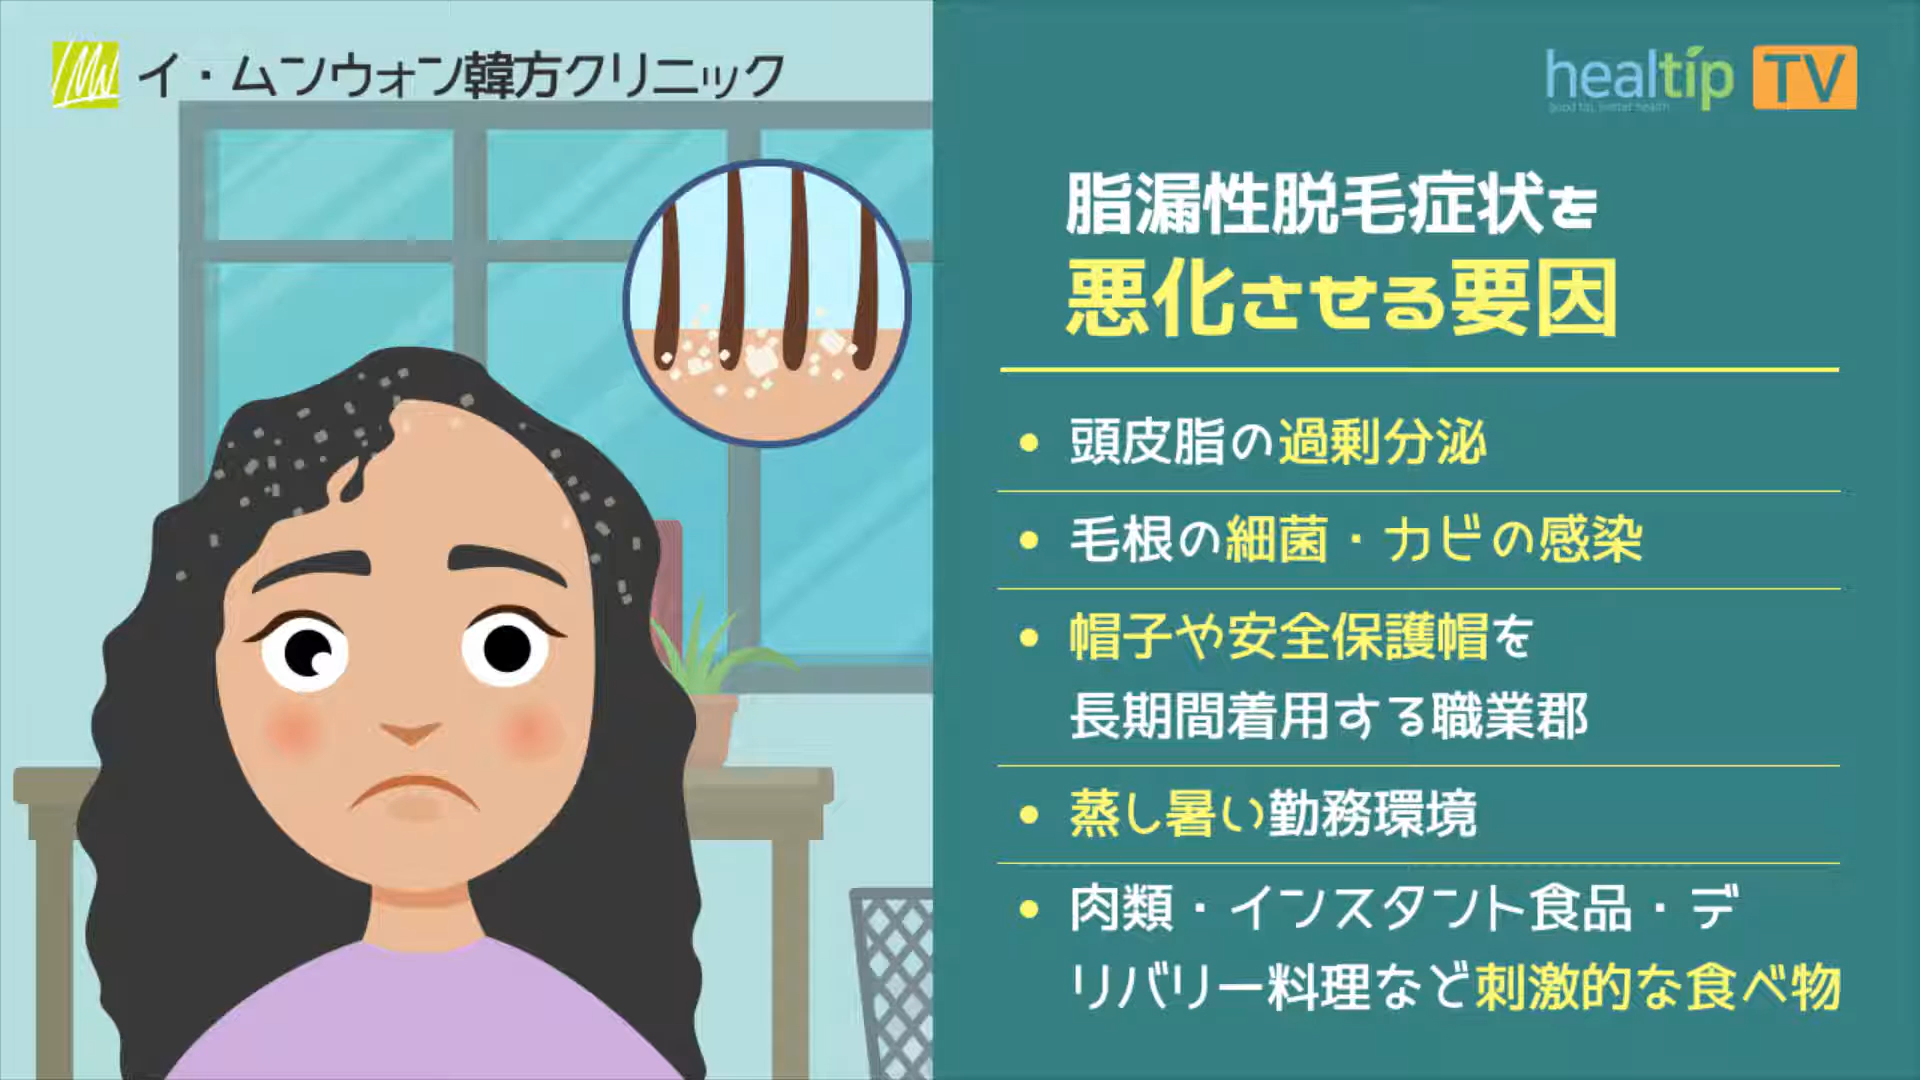 イ・ムンウォン韓方クリニック
healtip TV
good tip, better health
脂漏性脱毛症状を
悪化させる要因
• 頭皮脂の過剰分泌
• 毛根の細菌・カビの感染
• 帽子や安全保護帽を
長期間着用する職業郡
• 蒸し暑い勤務環境
• 肉類・インスタント食品・デ
リバリー料理など刺激的な食べ物